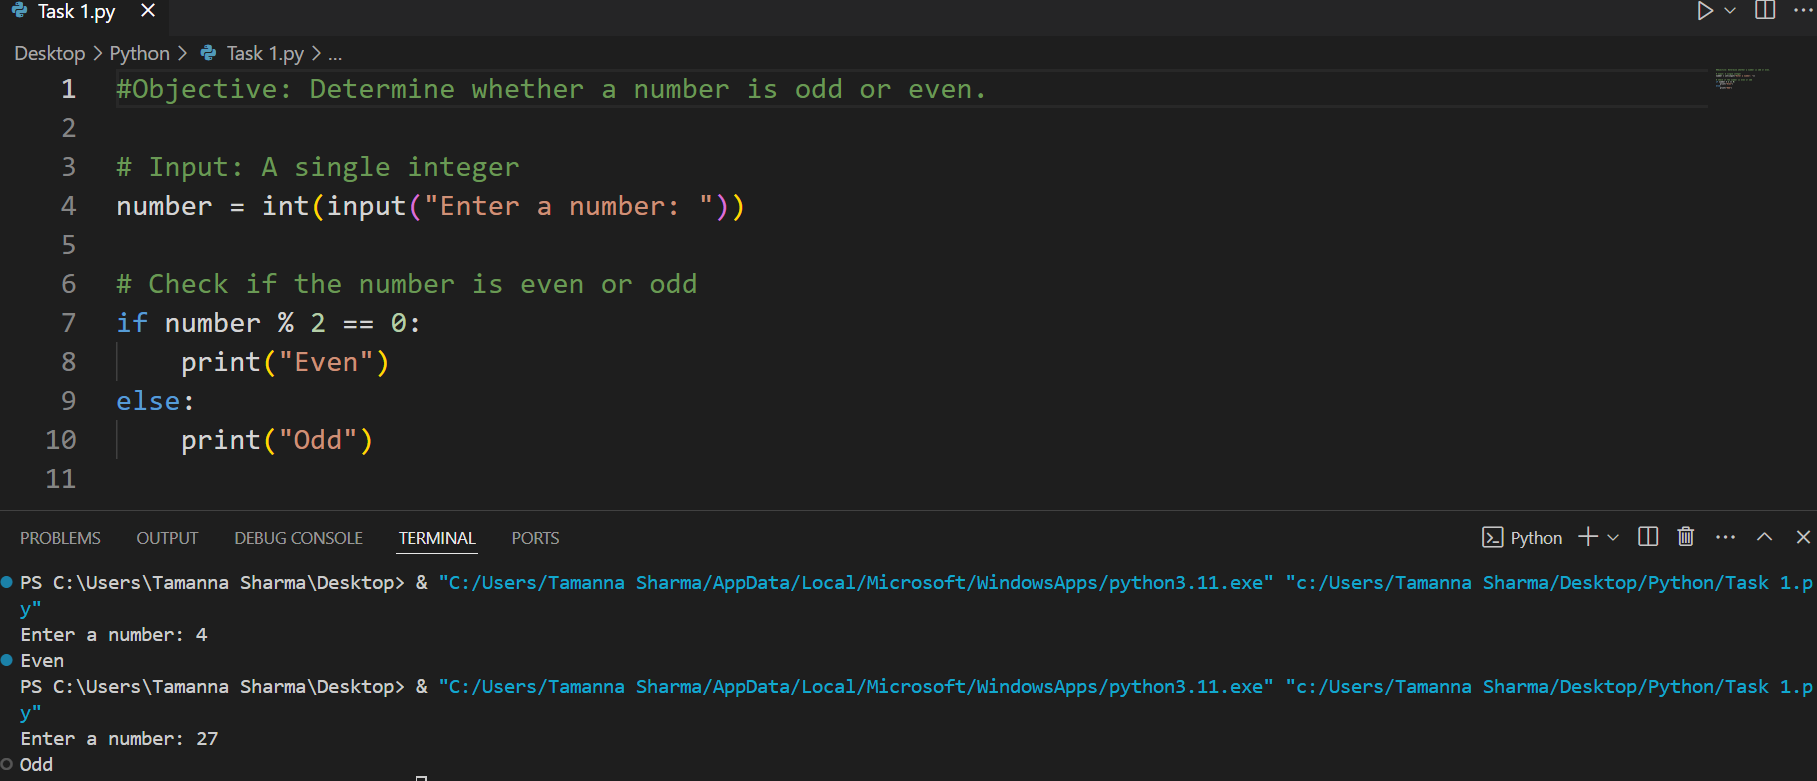 Task 1.py
Desktop > Python > Task 1.py > ...
1 #Objective: Determine whether a number is odd or even.
2
3 # Input: A single integer
4 number = int(input("Enter a number: "))
5
6 # Check if the number is even or odd
7 if number % 2 == 0:
8     print("Even")
9 else:
10     print("Odd")
11
PROBLEMS OUTPUT DEBUG CONSOLE TERMINAL PORTS Python
PS C:\Users\Tamanna Sharma\Desktop> & "C:/Users/Tamanna Sharma/AppData/Local/Microsoft/WindowsApps/python3.11.exe" "c:/Users/Tamanna Sharma/Desktop/Python/Task 1.p
y"
Enter a number: 4
Even
PS C:\Users\Tamanna Sharma\Desktop> & "C:/Users/Tamanna Sharma/AppData/Local/Microsoft/WindowsApps/python3.11.exe" "c:/Users/Tamanna Sharma/Desktop/Python/Task 1.p
y"
Enter a number: 27
Odd